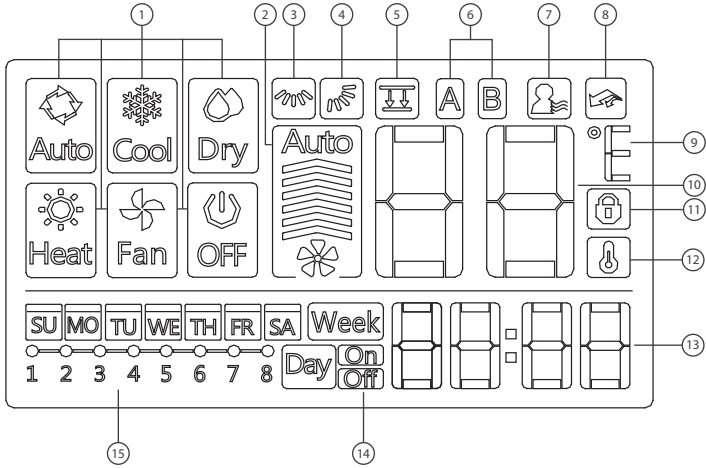 1 2 3 4 5 6 7 8
Auto Cool Dry Auto A B
9
10
11
Heat Fan OFF
12
SU MO TU WE TH FR SA Week 88:88
13
Day On
Off
1 2 3 4 5 6 7 8
15 14